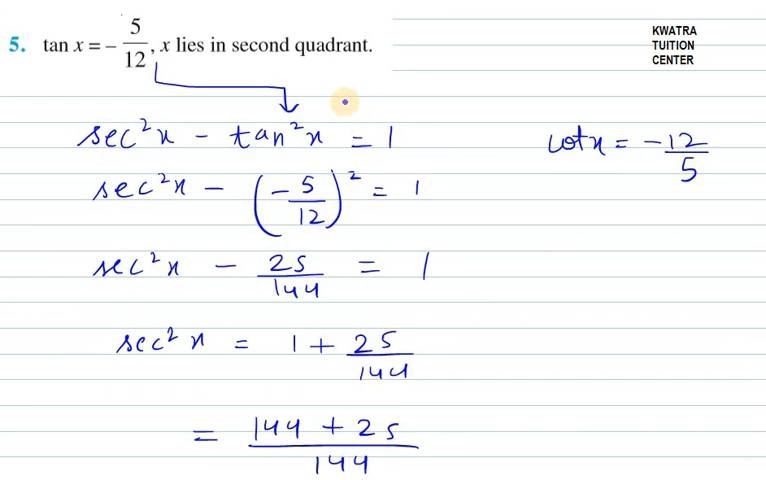 5. tan x = − 5/12, x lies in second quadrant.
KWATRA
TUITION
CENTER
sec²x − tan²x = 1
cot x = −12/5
sec²x − (−5/12)² = 1
sec²x − 25/144 = 1
sec²x = 1 + 25/144
= 144 + 25/144